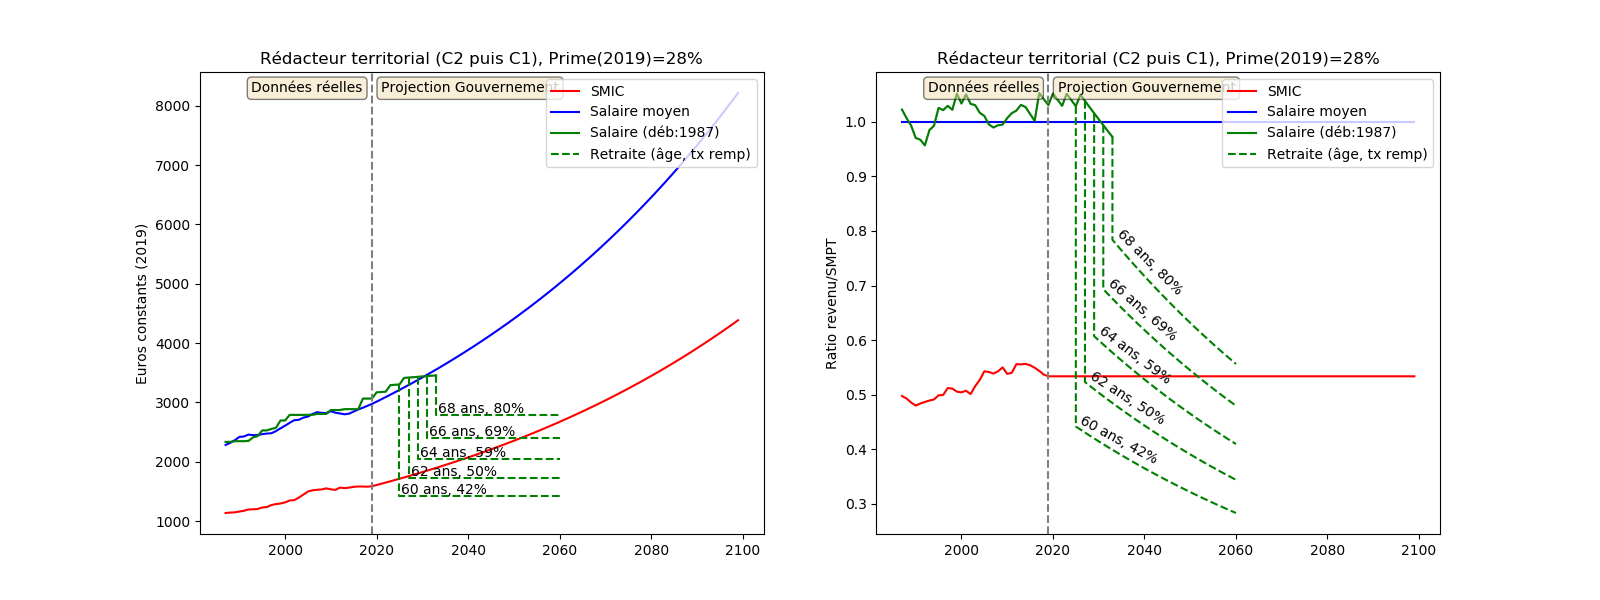 Rédacteur territorial (C2 puis C1), Prime(2019)=28%
Données réelles
Projection Gouvernement
SMIC
Salaire moyen
Salaire (déb:1987)
Retraite (âge, tx remp)
Euros constants (2019)
8000
7000
6000
5000
4000
3000
2000
1000
68 ans, 80%
66 ans, 69%
64 ans, 59%
62 ans, 50%
60 ans, 42%
2000 2020 2040 2060 2080 2100
Rédacteur territorial (C2 puis C1), Prime(2019)=28%
Données réelles
Projection Gouvernement
SMIC
Salaire moyen
Salaire (déb:1987)
Retraite (âge, tx remp)
Ratio revenu/SMPT
1.0
0.9
0.8
0.7
0.6
0.5
0.4
0.3
68 ans, 80%
66 ans, 69%
64 ans, 59%
62 ans, 50%
60 ans, 42%
2000 2020 2040 2060 2080 2100